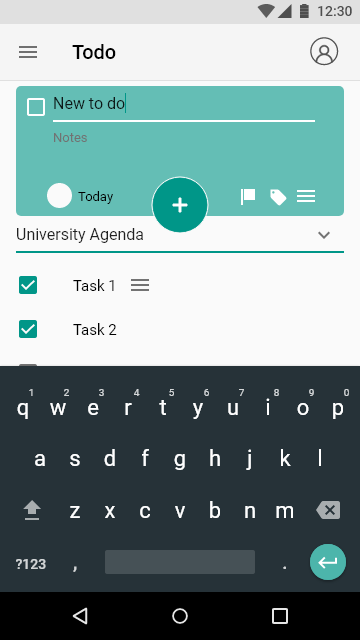 12:30
Todo
New to do
Notes
Today
University Agenda
Task 1
Task 2
1 2 3 4 5 6 7 8 9 0
q w e r t y u i o p
a s d f g h j k l
z x c v b n m
?123 , .